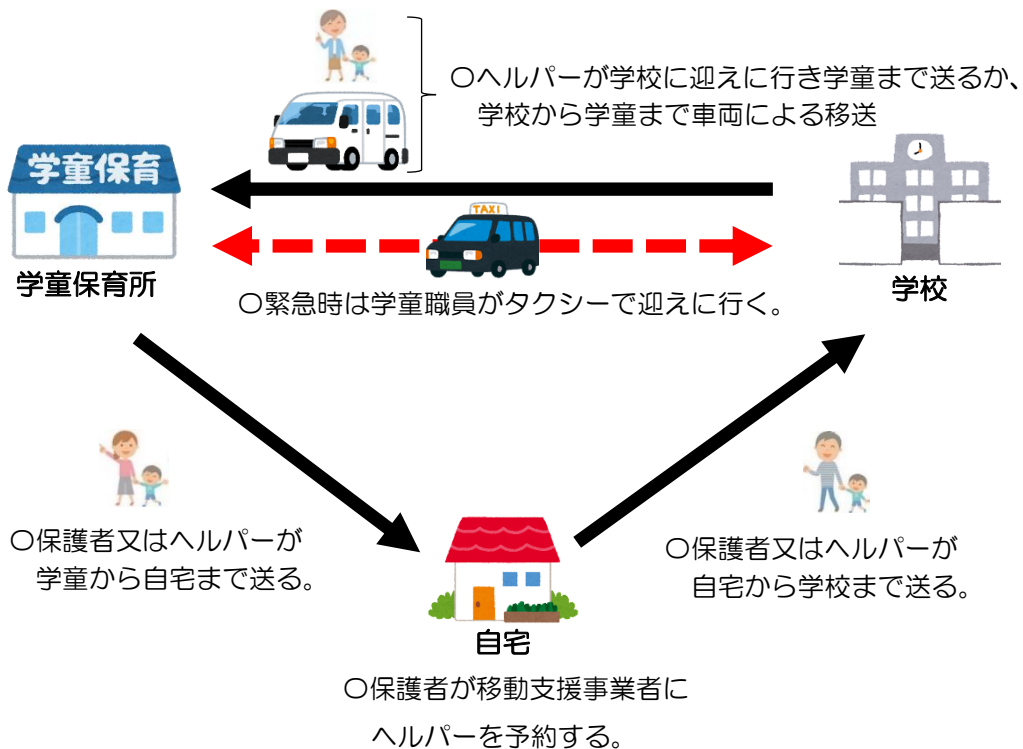 〇ヘルパーが学校に迎えに行き学童まで送るか、
学校から学童まで車両による移送
学童保育
TAXI
学童保育所
学校
〇緊急時は学童職員がタクシーで迎えに行く。
〇保護者又はヘルパーが
学童から自宅まで送る。
〇保護者又はヘルパーが
自宅から学校まで送る。
自宅
〇保護者が移動支援事業者に
ヘルパーを予約する。